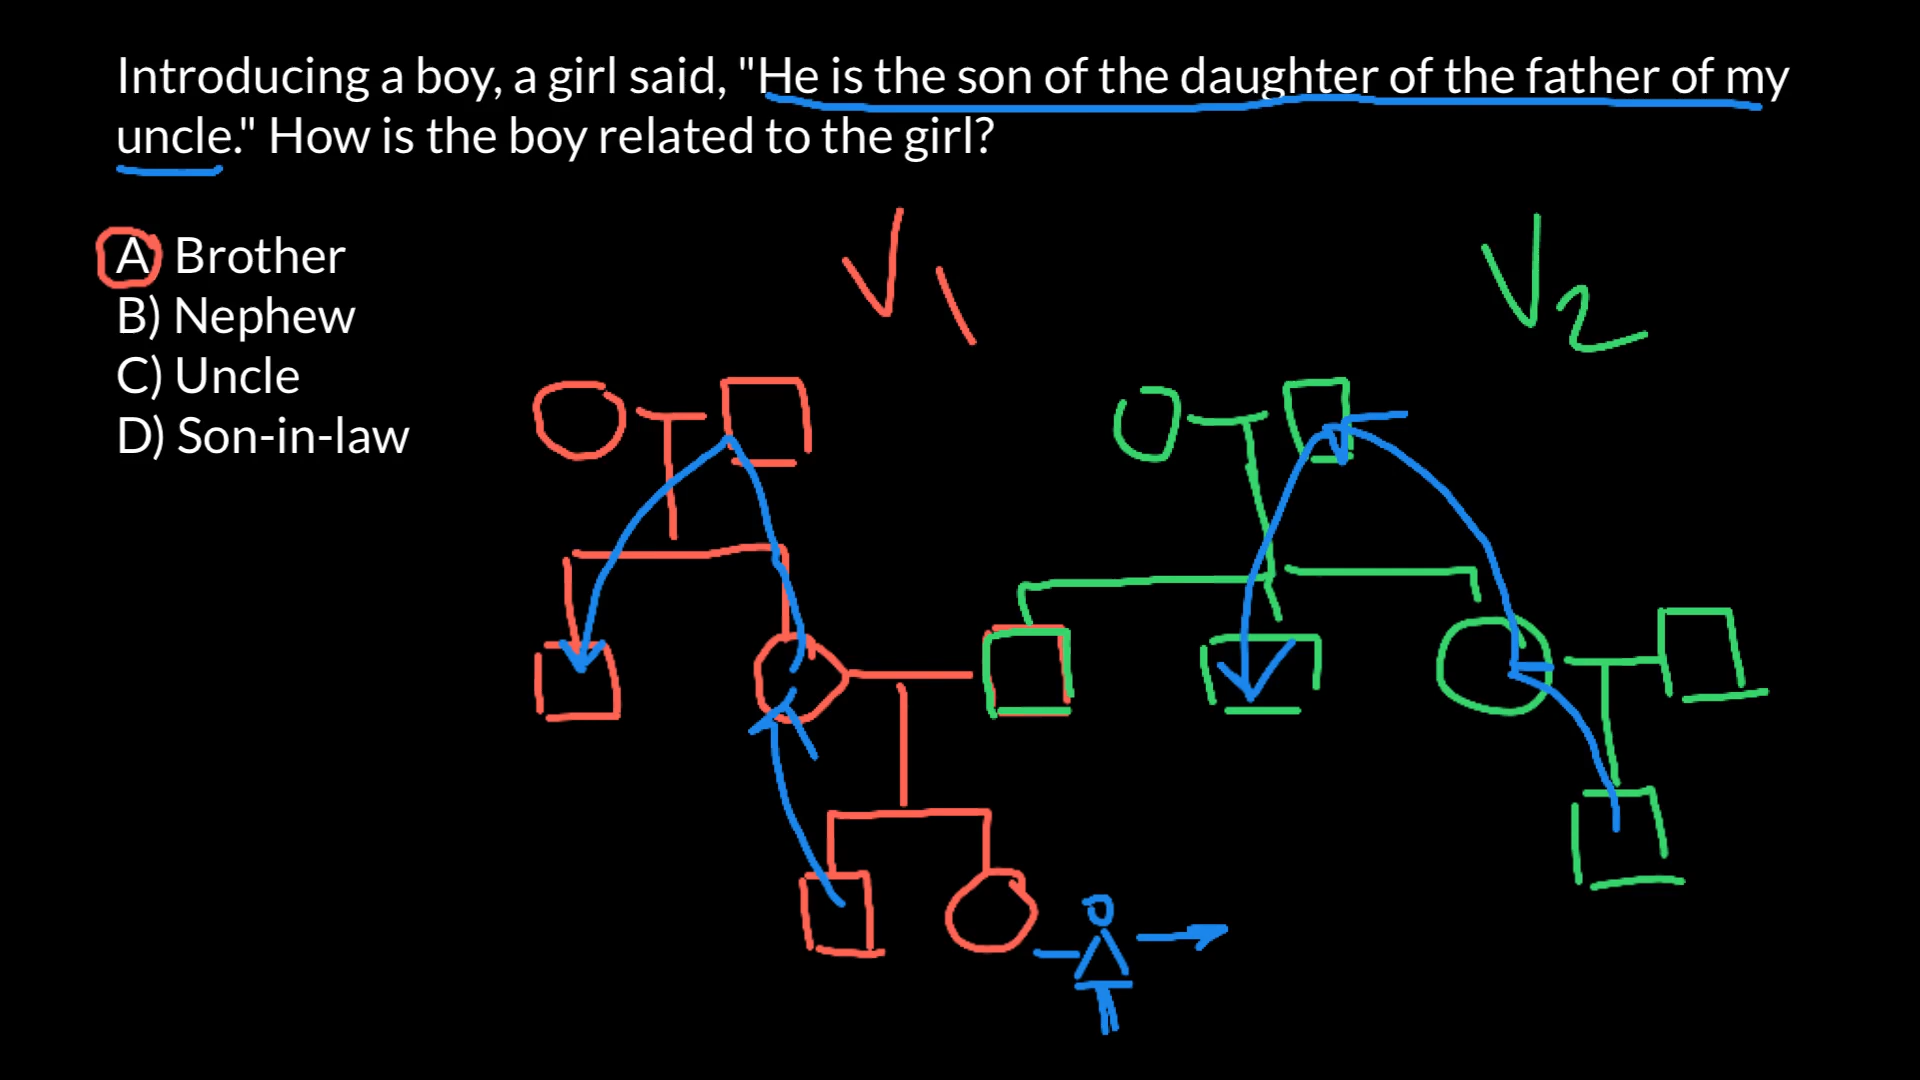 Introducing a boy, a girl said, "He is the son of the daughter of the father of my
uncle." How is the boy related to the girl?
A) Brother
B) Nephew
C) Uncle
D) Son-in-law
V1
V2